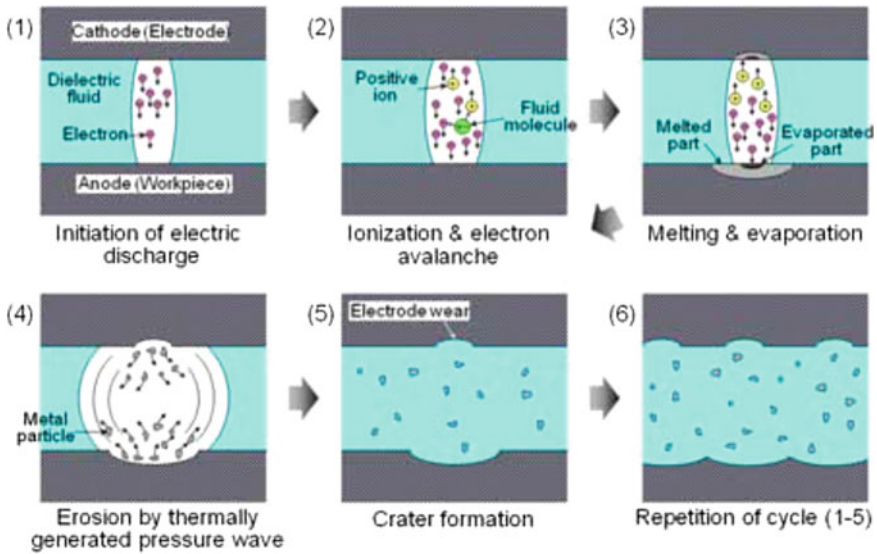 (1)
Cathode (Electrode)
Dielectric
fluid
Electron
Anode (Workpiece)
Initiation of electric
discharge
(2)
Positive
ion
Fluid
molecule
Ionization & electron
avalanche
(3)
Melted
part
Evaporated
part
Melting & evaporation
(4)
Metal
particle
Erosion by thermally
generated pressure wave
(5)
Electrode wear
Crater formation
(6)
Repetition of cycle (1-5)